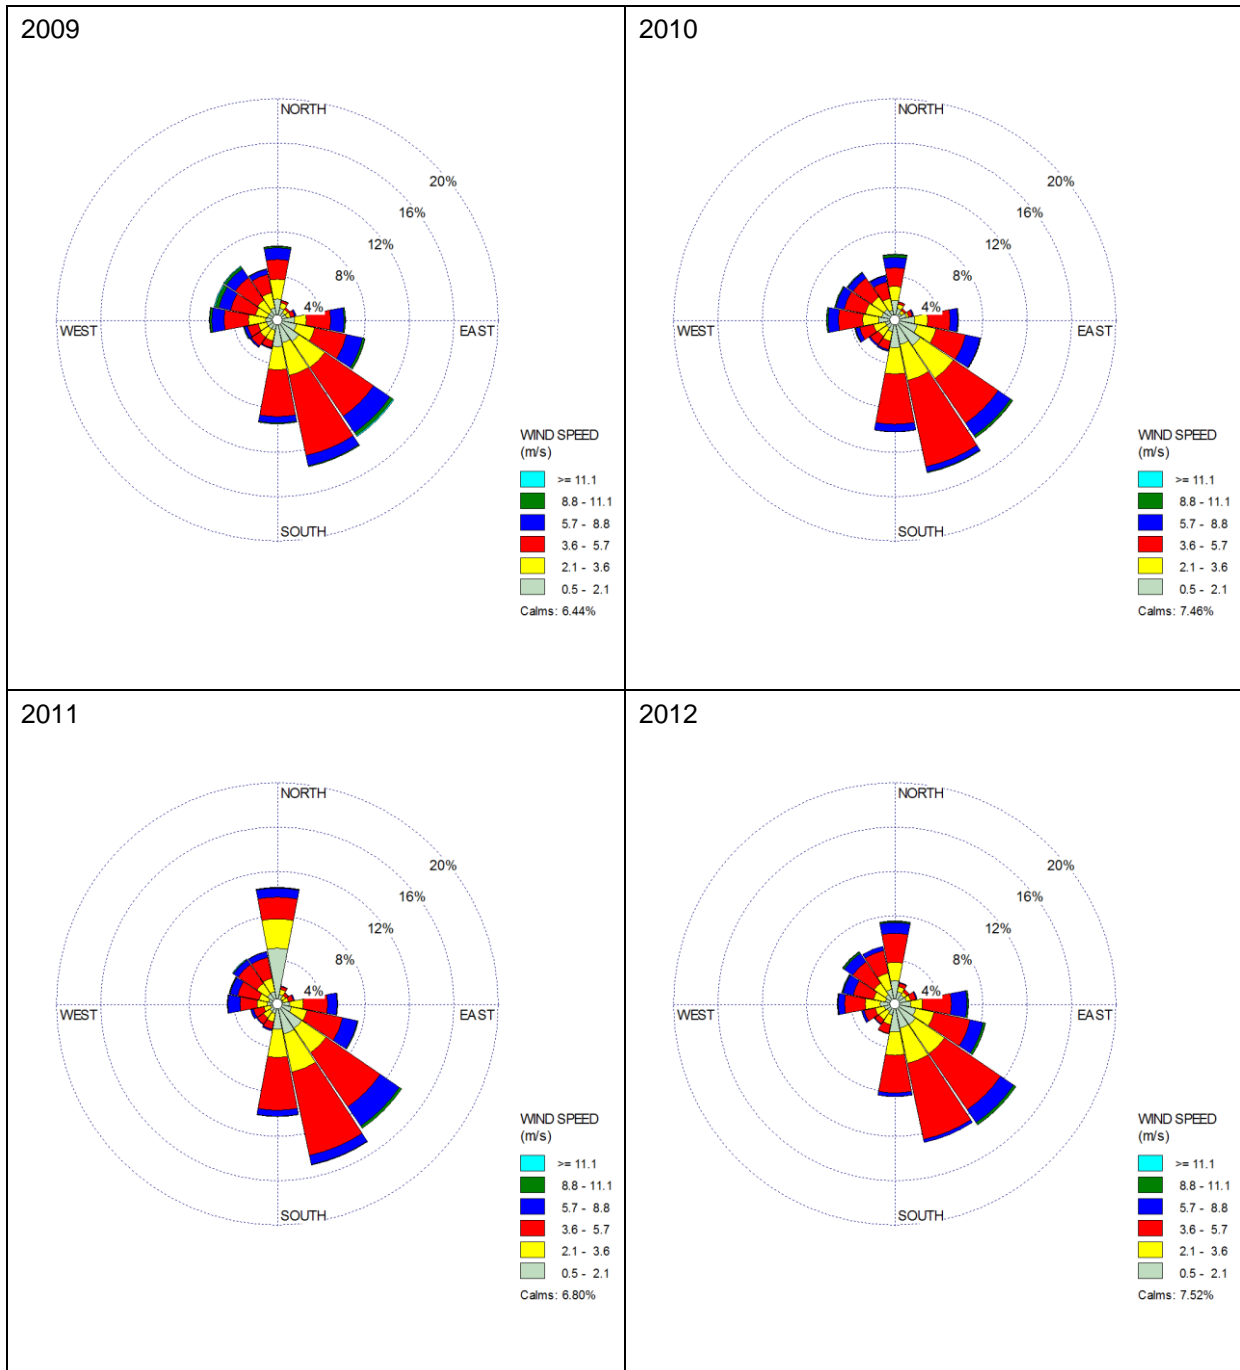 2009
NORTH
20%
16%
12%
8%
4%
WEST
EAST
SOUTH
WIND SPEED
(m/s)
>= 11.1
8.8 - 11.1
5.7 - 8.8
3.6 - 5.7
2.1 - 3.6
0.5 - 2.1
Calms: 6.44%
2010
NORTH
20%
16%
12%
8%
4%
WEST
EAST
SOUTH
WIND SPEED
(m/s)
>= 11.1
8.8 - 11.1
5.7 - 8.8
3.6 - 5.7
2.1 - 3.6
0.5 - 2.1
Calms: 7.46%
2011
NORTH
20%
16%
12%
8%
4%
WEST
EAST
SOUTH
WIND SPEED
(m/s)
>= 11.1
8.8 - 11.1
5.7 - 8.8
3.6 - 5.7
2.1 - 3.6
0.5 - 2.1
Calms: 6.80%
2012
NORTH
20%
16%
12%
8%
4%
WEST
EAST
SOUTH
WIND SPEED
(m/s)
>= 11.1
8.8 - 11.1
5.7 - 8.8
3.6 - 5.7
2.1 - 3.6
0.5 - 2.1
Calms: 7.52%